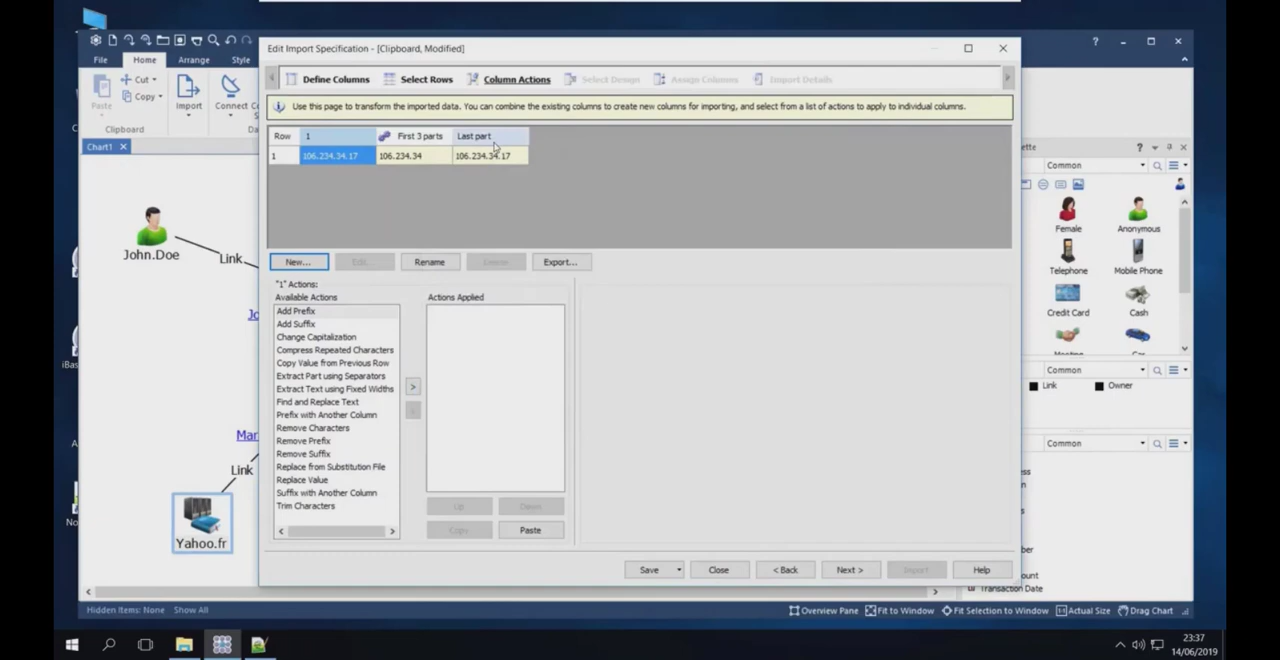 Edit Import Specification - [Clipboard, Modified]
File Home Arrange Style
Define Columns Select Rows Column Actions Select Design Assign Columns Import Details
Paste
Cut
Copy
Import
Connect
Clipboard
Use this page to transform the imported data. You can combine the existing columns to create new columns for importing, and select from a list of actions to apply to individual columns.
Chart1
Row 1 First 3 parts Last part
1 106.234.34.17 106.234.34 106.234.34.17
John.Doe
Link
Mar
Link
Yahoo.fr
New... Edit... Rename Export...
"1" Actions:
Available Actions
Actions Applied
Add Prefix
Add Suffix
Change Capitalization
Compress Repeated Characters
Copy Value from Previous Row
Extract Part using Separators
Extract Text using Fixed Widths
Find and Replace Text
Prefix with Another Column
Remove Characters
Remove Prefix
Remove Suffix
Replace from Substitution File
Replace Value
Suffix with Another Column
Trim Characters
Up Down
Copy Paste
Save Close < Back Next > Import Help
ette
Common
Female Anonymous
Telephone Mobile Phone
Credit Card Cash
Meeting Car
Common
Link Owner
Common
ess
ber
ount
Transaction Date
Hidden Items: None Show All
Overview Pane Fit to Window Fit Selection to Window Actual Size Drag Chart
23:37
14/06/2019